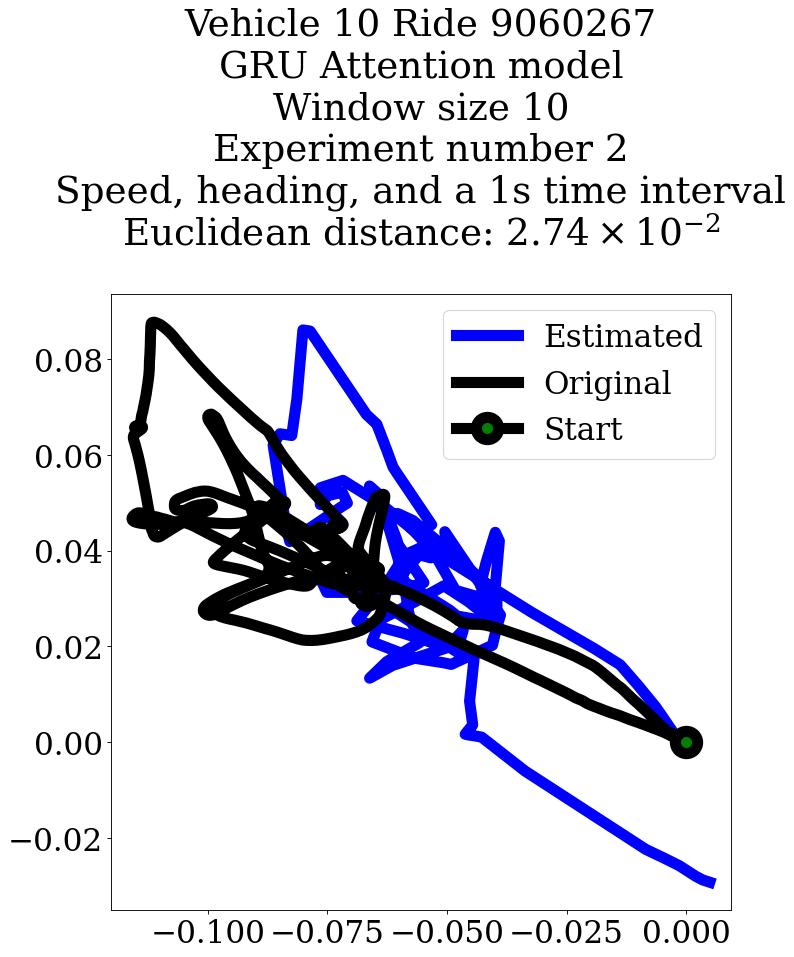 Vehicle 10 Ride 9060267
GRU Attention model
Window size 10
Experiment number 2
Speed, heading, and a 1s time interval
Euclidean distance: 2.74 × 10⁻²
Estimated
Original
Start
0.08
0.06
0.04
0.02
0.00
−0.02
−0.100 −0.075 −0.050 −0.025 0.000